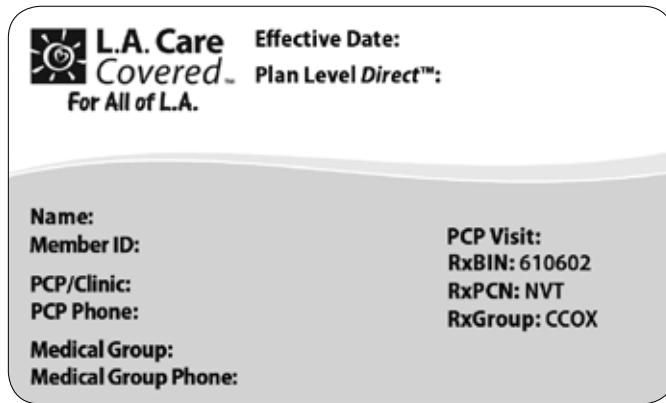 L.A. Care
Covered™
For All of L.A.
Effective Date:
Plan Level Direct™:
Name:
Member ID:
PCP/Clinic:
PCP Phone:
Medical Group:
Medical Group Phone:
PCP Visit:
RxBIN: 610602
RxPCN: NVT
RxGroup: CCOX